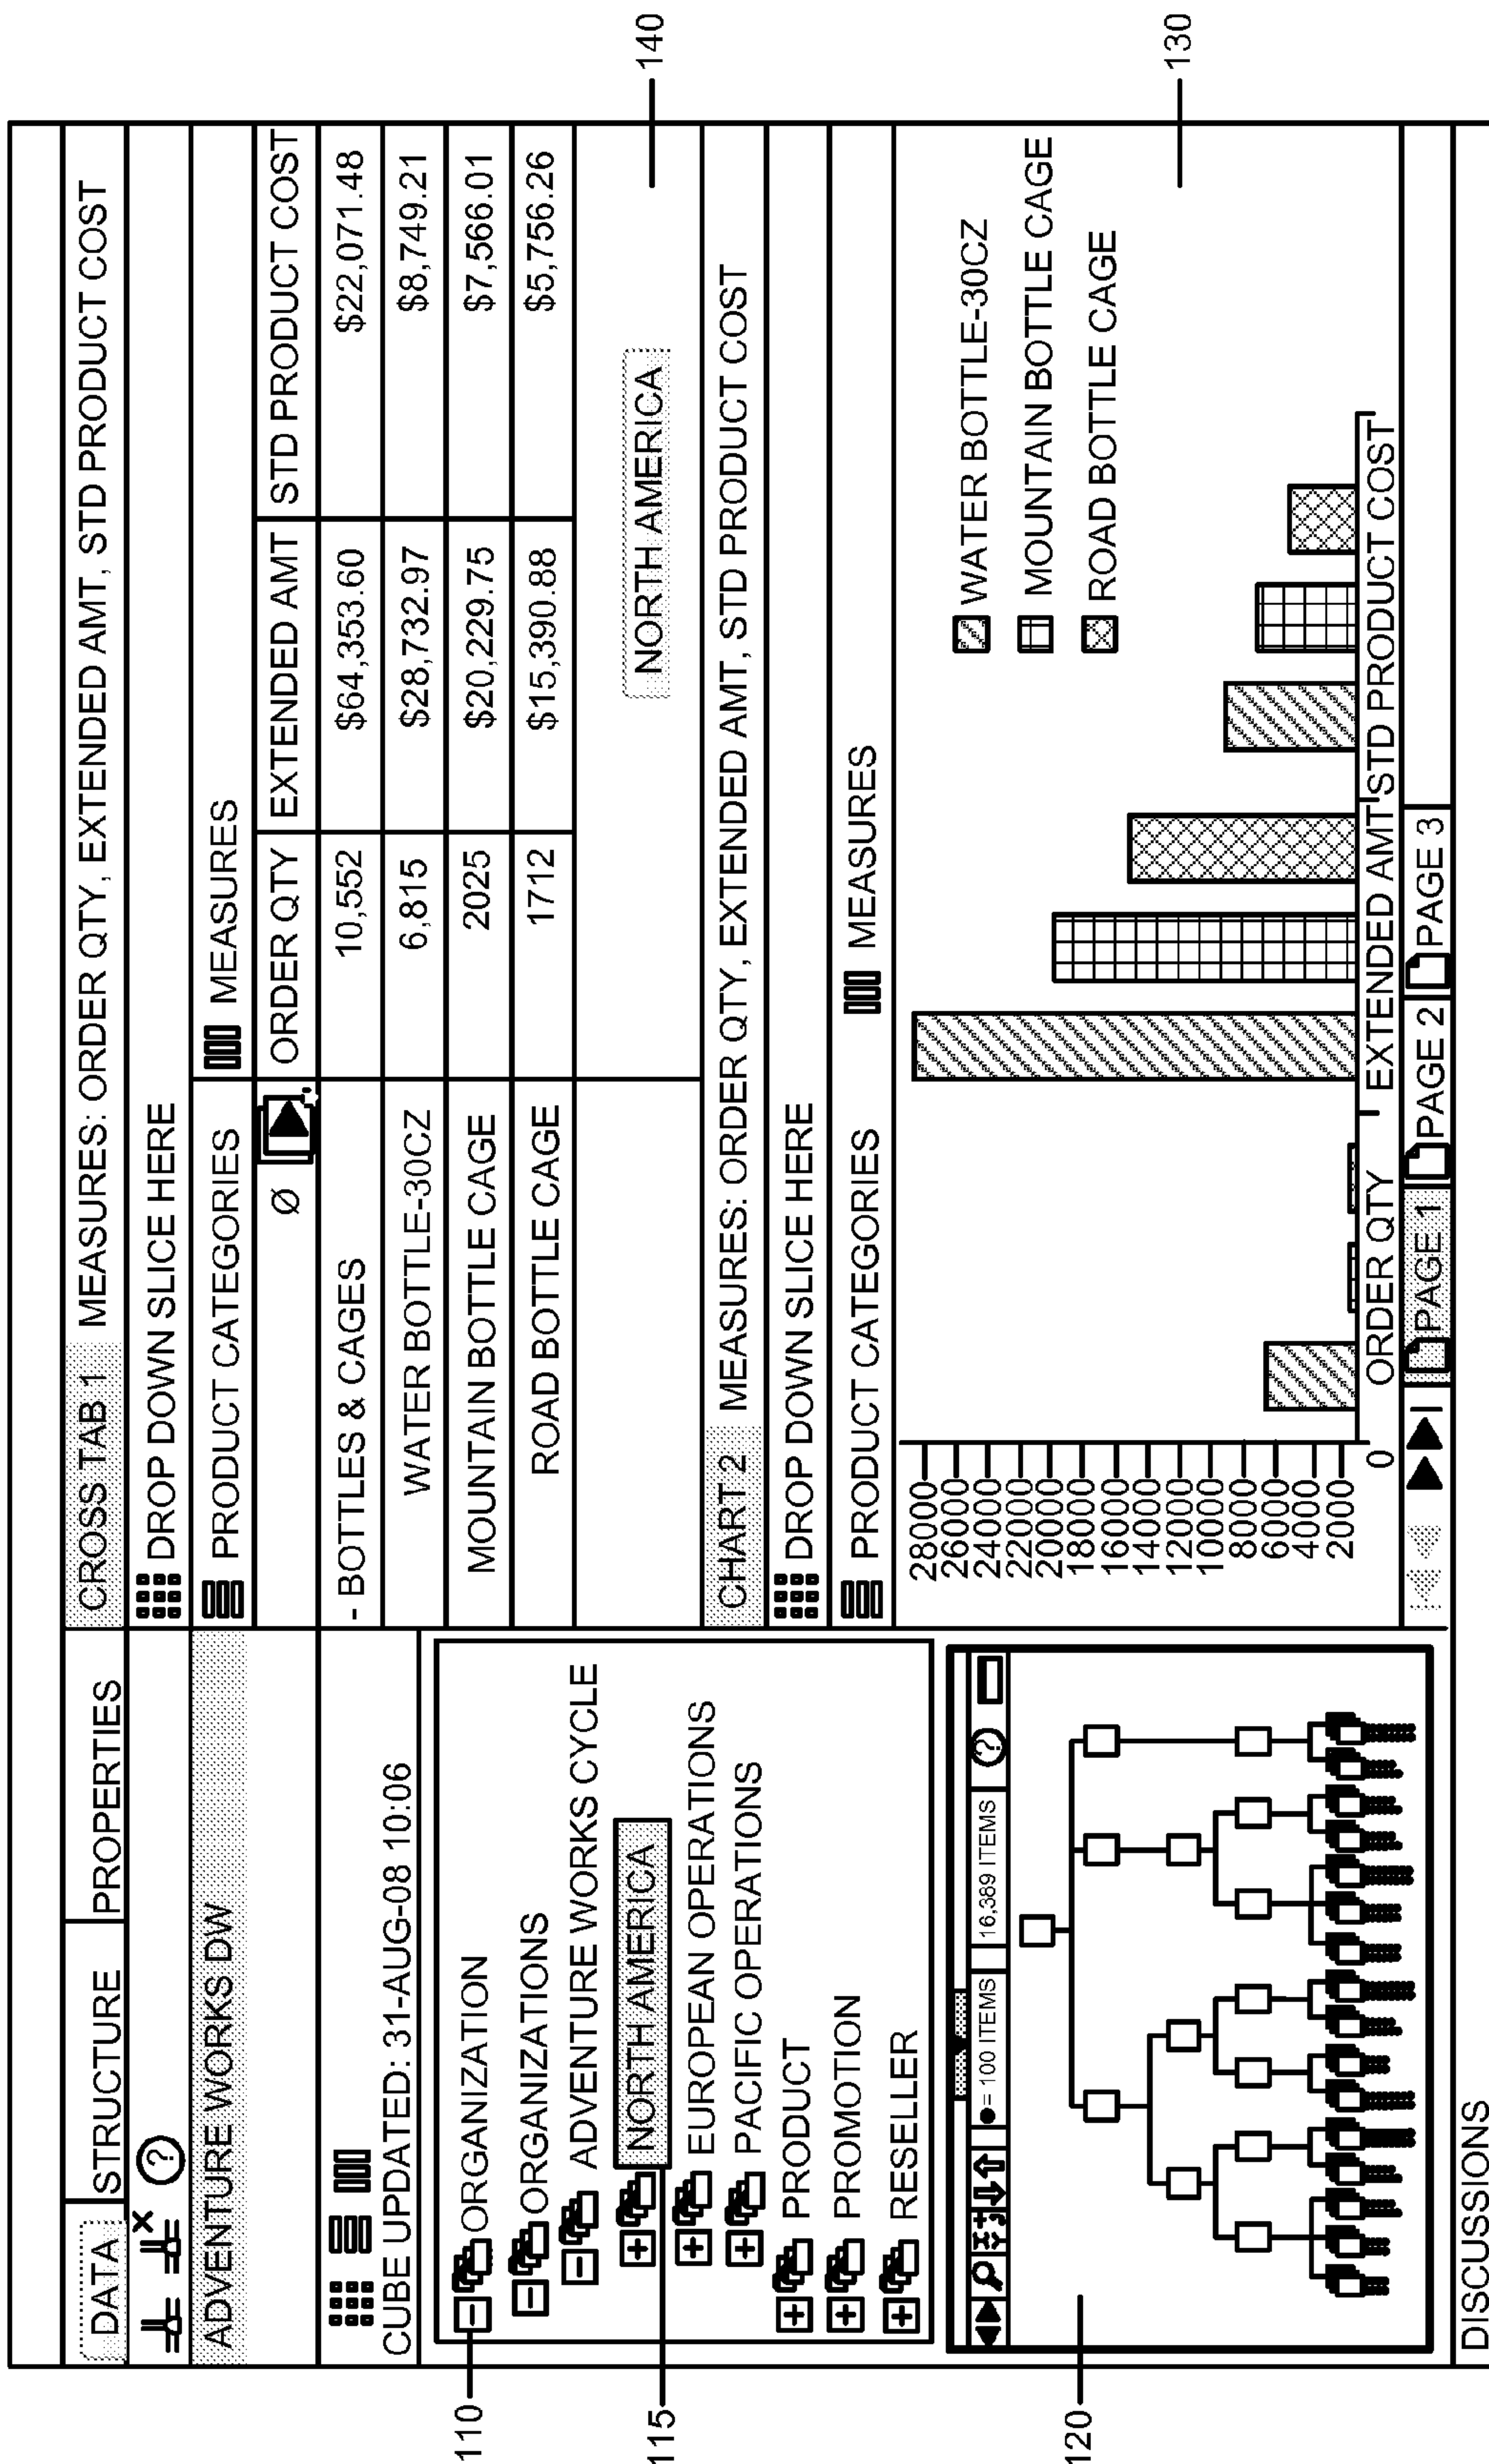 DATA
STRUCTURE
PROPERTIES
?
ADVENTURE WORKS DW
CUBE UPDATED: 31-AUG-08 10:06
110
- ORGANIZATION
- ORGANIZATIONS
- ADVENTURE WORKS CYCLE
115
+ NORTH AMERICA
+ EUROPEAN OPERATIONS
+ PACIFIC OPERATIONS
+ PRODUCT
+ PROMOTION
+ RESELLER
= 100 ITEMS
16,389 ITEMS
?
120
DISCUSSIONS
CROSS TAB 1 MEASURES: ORDER QTY, EXTENDED AMT, STD PRODUCT COST
DROP DOWN SLICE HERE
PRODUCT CATEGORIES
MEASURES
Ø ORDER QTY EXTENDED AMT STD PRODUCT COST
- BOTTLES & CAGES 10,552 $64,353.60 $22,071.48
WATER BOTTLE-30CZ 6,815 $28,732.97 $8,749.21
MOUNTAIN BOTTLE CAGE 2025 $20,229.75 $7,566.01
ROAD BOTTLE CAGE 1712 $15,390.88 $5,756.26
NORTH AMERICA
140
CHART 2 MEASURES: ORDER QTY, EXTENDED AMT, STD PRODUCT COST
DROP DOWN SLICE HERE
PRODUCT CATEGORIES
MEASURES
28000
26000
24000
22000
20000
18000
16000
14000
12000
10000
8000
6000
4000
2000
0
ORDER QTY
EXTENDED AMT
STD PRODUCT COST
WATER BOTTLE-30CZ
MOUNTAIN BOTTLE CAGE
ROAD BOTTLE CAGE
130
PAGE 1
PAGE 2
PAGE 3